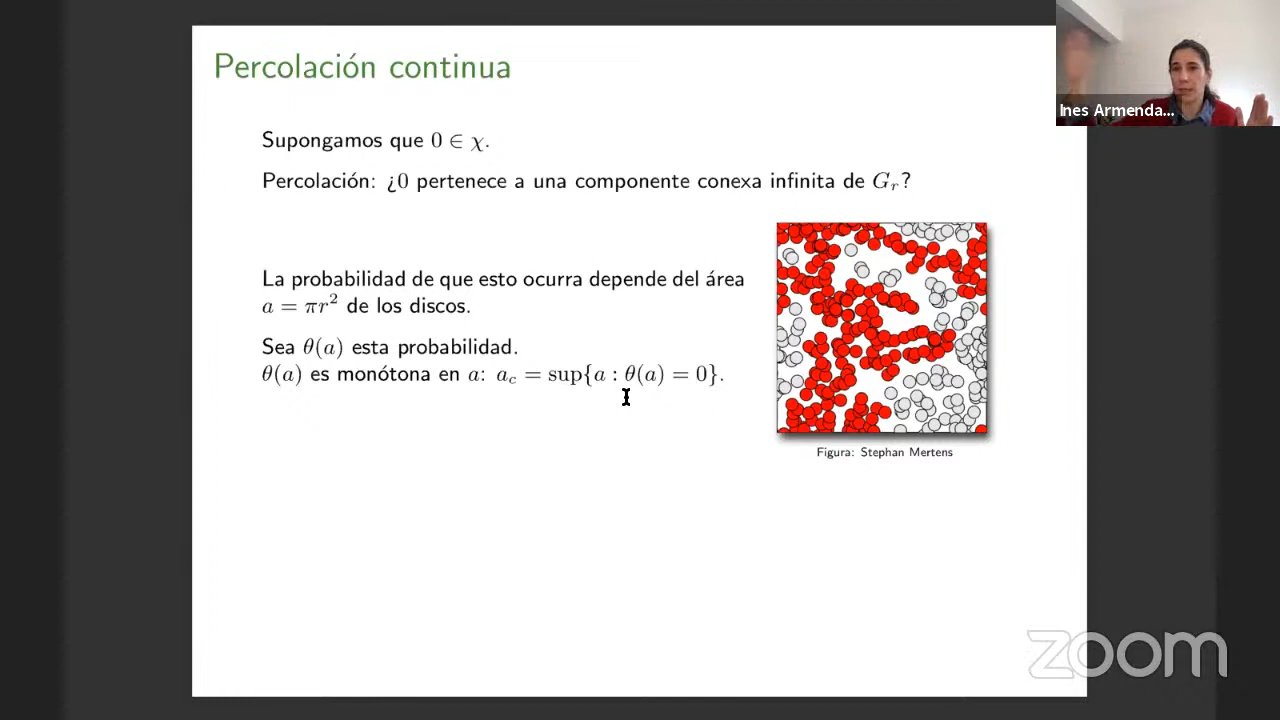 Percolación continua
Ines Armenda...
Supongamos que 0 ∈ χ.
Percolación: ¿0 pertenece a una componente conexa infinita de G_r?
La probabilidad de que esto ocurra depende del área
a = πr² de los discos.
Sea θ(a) esta probabilidad.
θ(a) es monótona en a: a_c = sup{a : θ(a) = 0}.
Figura: Stephan Mertens
zoom